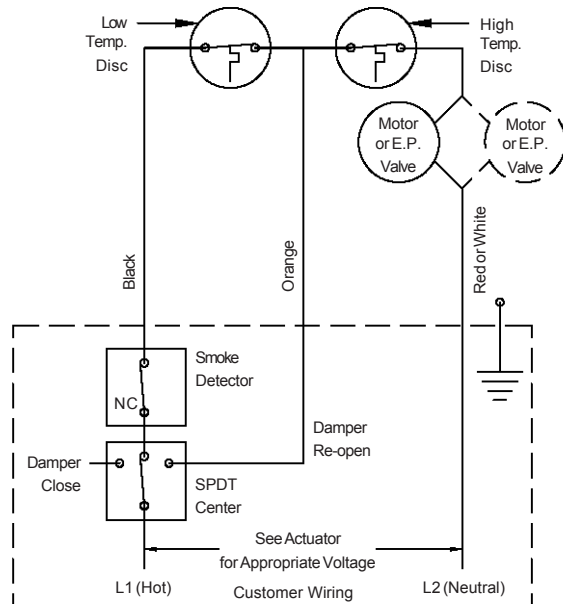 Low
Temp.
Disc
High
Temp.
Disc
Motor
or E.P.
Valve
Motor
or E.P.
Valve
Black
Orange
Red or White
Smoke
Detector
NC
Damper
Re-open
Damper
Close
SPDT
Center
See Actuator
for Appropriate Voltage
L1 (Hot)
Customer Wiring
L2 (Neutral)